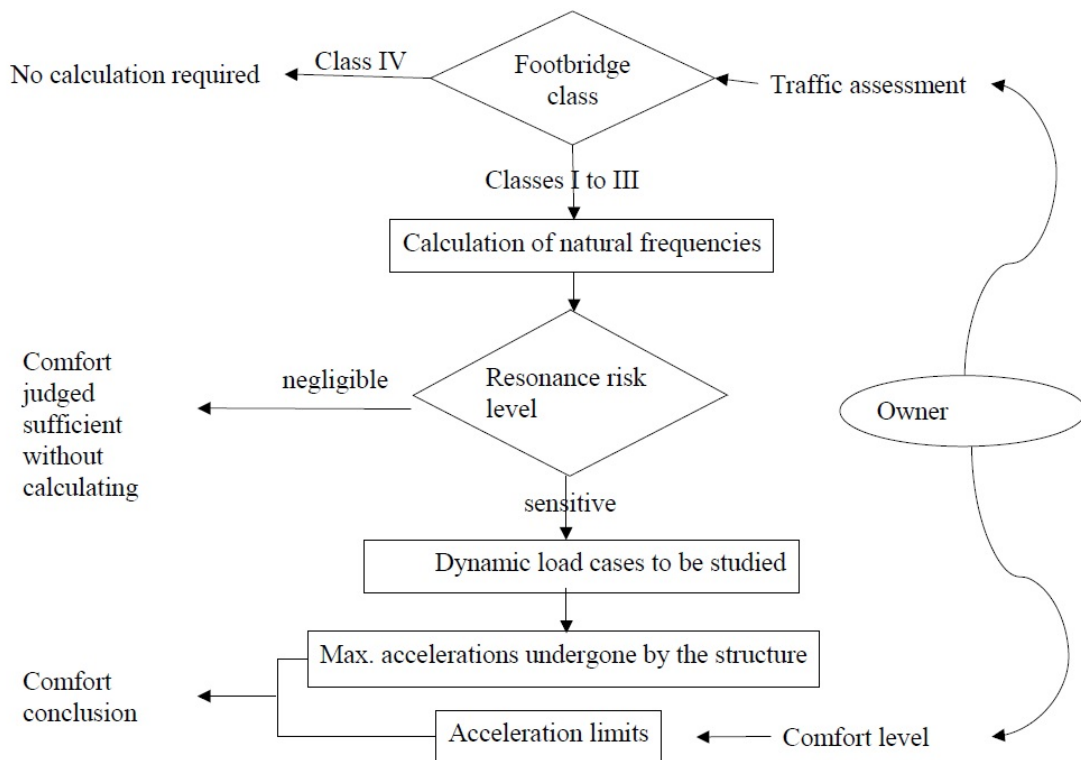 Class IV
No calculation required
Footbridge
class
Traffic assessment
Classes I to III
Calculation of natural frequencies
Comfort
judged
sufficient
without
calculating
negligible
Resonance risk
level
Owner
sensitive
Dynamic load cases to be studied
Max. accelerations undergone by the structure
Comfort
conclusion
Acceleration limits
Comfort level